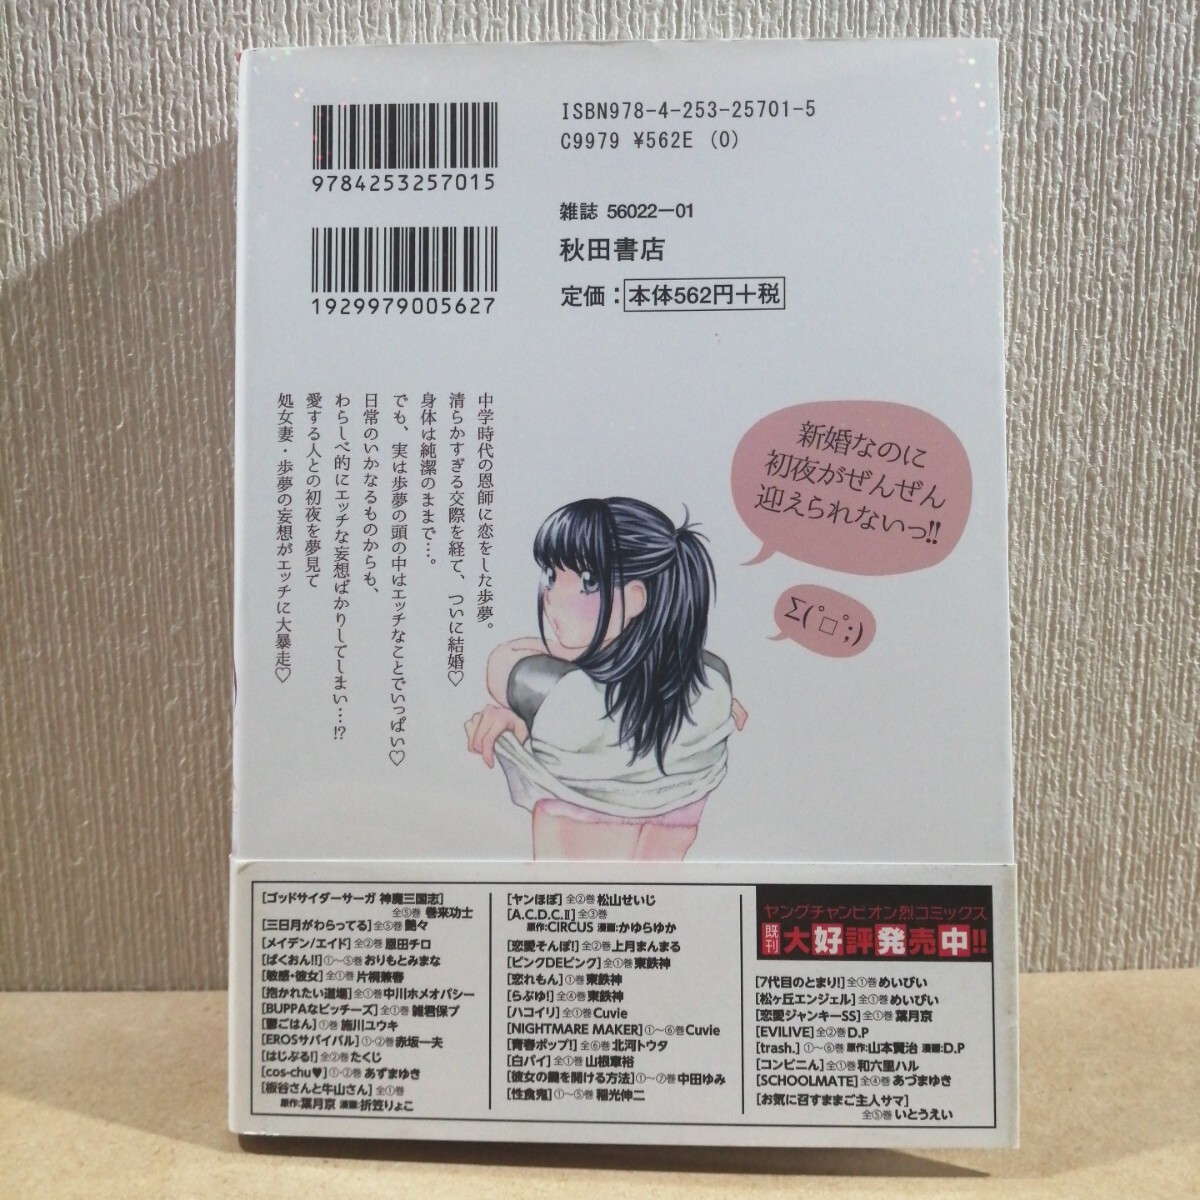 ISBN978-4-253-25701-5
C9979 ¥562E (0)
9784253257015
雑誌 56022-01
秋田書店
定価：本体562円+税
1929979005627
中学時代の恩師に恋をした歩夢。
清らかすぎる交際を経て、ついに結婚♡
身体は純潔のままで…。
でも、実は歩夢の頭の中はエッチなことでいっぱい♡
日常のいかなるものからも、
わらしべ的にエッチな妄想ばかりしてしまい…!?
愛する人との初夜を夢見て
処女妻・歩夢の妄想がエッチに大暴走♡
新婚なのに
初夜がぜんぜん
迎えられないっ!!
Σ(ﾟ□ﾟ;)
[ゴッドサイダーサーガ 神魔三国志]
全⑤巻 巻来功士
[三日月がわらってる] 全⑤巻 艶々
[メイデン/エイド] 全②巻 恩田チロ
[ばくおん!!] ①～⑤巻 おりもとみまな
[敏感・彼女] 全①巻 片桐兼春
[抱かれたい道場] 全①巻 中川ホメオパシー
[BUPPAなビッチーズ] 全①巻 雑君保プ
[鬱ごはん] ①巻 施川ユウキ
[EROSサバイバル] ①・②巻 赤坂一夫
[はじぷる!] 全②巻 たくじ
[cos-chu♥] ①・②巻 あずまゆき
[板谷さんと牛山さん] 全①巻
原作：葉月京 漫画：折笠りょこ
[ヤンほぽ] 全②巻 松山せいじ
[A.C.D.C.Ⅱ] 全③巻
原作：CIRCUS 漫画：かゆらゆか
[恋愛そんぽ!] 全②巻 上月まんまる
[ピンクDEピンク] 全①巻 東鉄神
[恋れもん] ①巻 東鉄神
[らぶゆ!] 全④巻 東鉄神
[ハコイリ] 全①巻 Cuvie
[NIGHTMARE MAKER] ①～⑥巻 Cuvie
[青春ポップ!] 全⑥巻 北河トウタ
[白パイ] 全①巻 山根章裕
[彼女の鍵を開ける方法] ①～⑦巻 中田ゆみ
[性食鬼] ①～⑤巻 稲光伸二
ヤングチャンピオン烈コミックス
既刊 大好評発売中!!
[7代目のとまり!] 全①巻 めいびい
[松ヶ丘エンジェル] 全①巻 めいびい
[恋愛ジャンキーSS] 全①巻 葉月京
[EVILIVE] 全②巻 D.P
[trash.] ①～⑥巻 原作：山本賢治 漫画：D.P
[コンビニん] 全①巻 和六里ハル
[SCHOOLMATE] 全④巻 あづまゆき
[お気に召すままご主人サマ]
全⑤巻 いとうえい